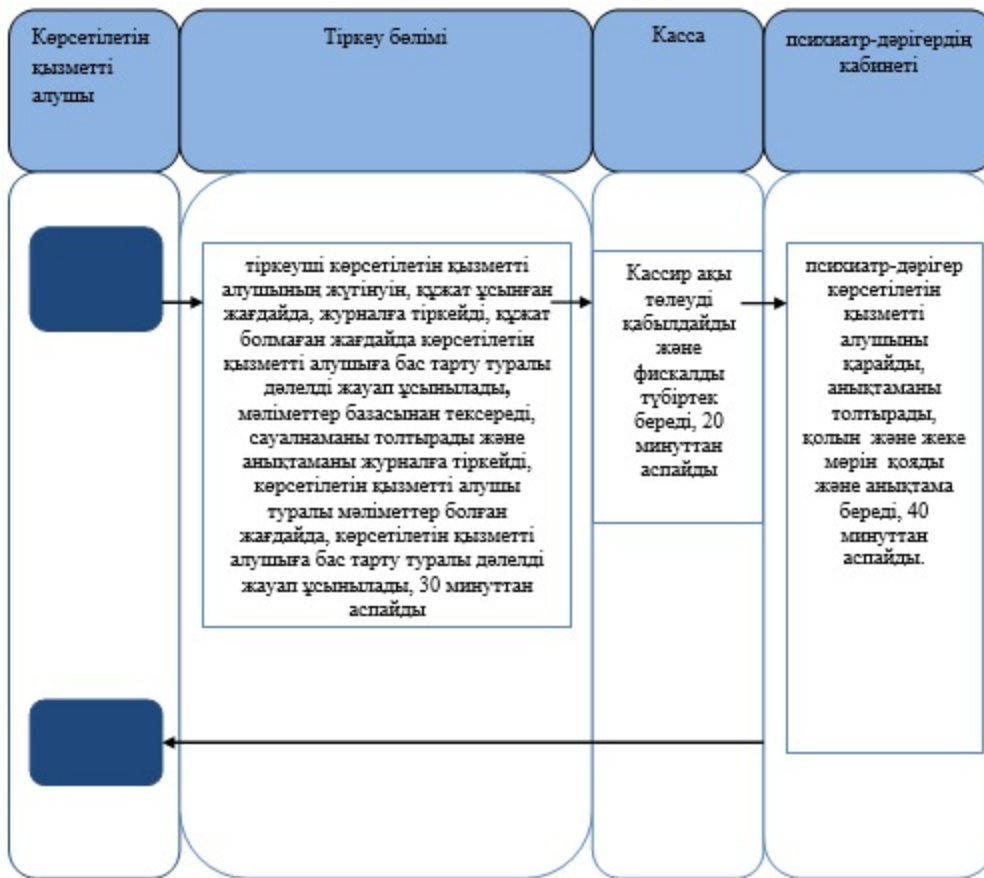 Көрсетілетін
қызметті
алушы
Тіркеу бөлімі
Касса
психиатр-дәрігердің
кабинеті
тіркеуші көрсетілетін қызметті
алушының жүтінуін, құжат ұсынған
жағдайда, журналға тіркейді, құжат
болмаған жағдайда көрсетілетін
қызметті алушыға бас тарту туралы
дәлелді жауап ұсынылады,
мәліметтер базасынан тексереді,
сауалнаманы толтырады және
анықтаманы журналға тіркейді,
көрсетілетін қызметті алушы
туралы мәліметтер болған
жағдайда, көрсетілетін қызметті
алушыға бас тарту туралы дәлелді
жауап ұсынылады, 30 минуттан
аспайды
Кассир ақы
төлеуді
қабылдайды
және
фискалды
түбіртек
береді, 20
минуттан
аспайды
психиатр-дәрігер
көрсетілетін
қызметті
алушыны
қарайды,
анықтаманы
толтырады,
қолын және жеке
мөрін қояды
және анықтама
береді, 40
минуттан
аспайды.